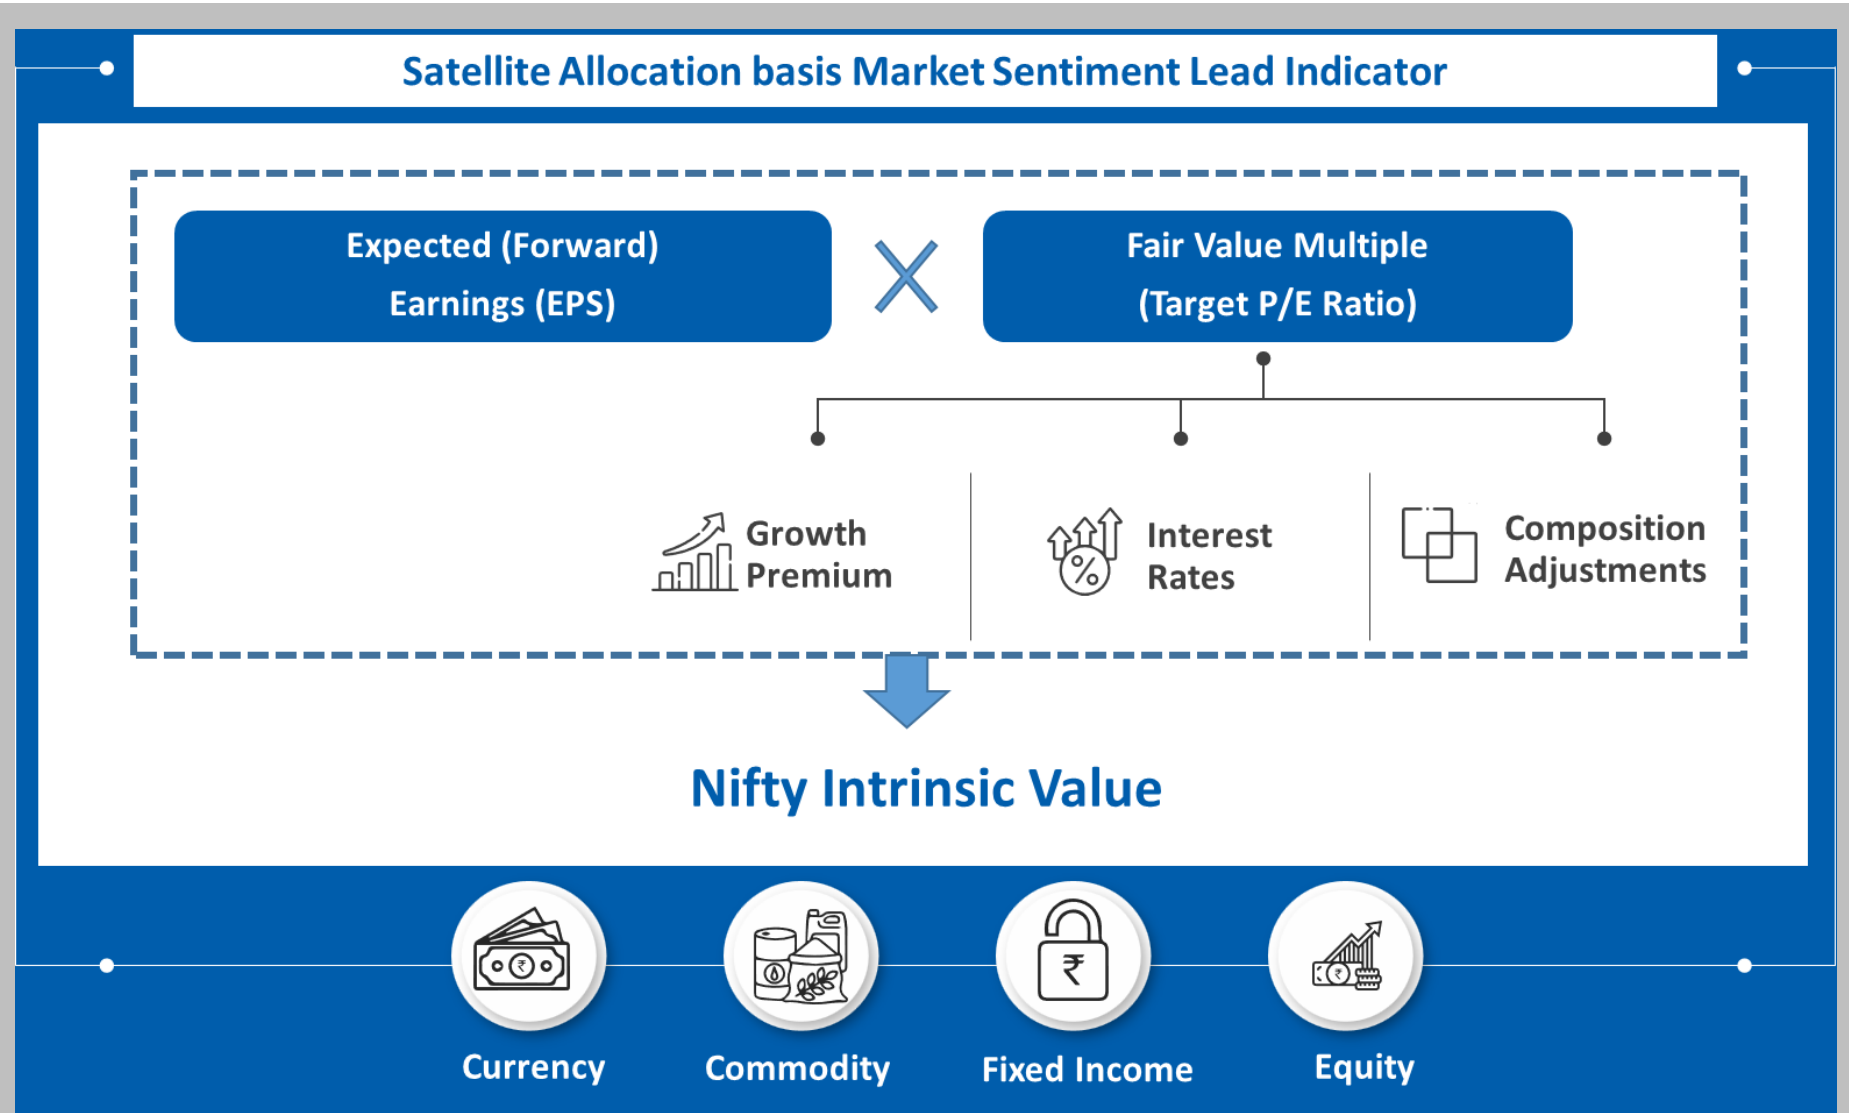 Satellite Allocation basis Market Sentiment Lead Indicator
Expected (Forward)
Earnings (EPS)
Fair Value Multiple
(Target P/E Ratio)
Growth
Premium
Interest
Rates
Composition
Adjustments
Nifty Intrinsic Value
Currency
Commodity
Fixed Income
Equity